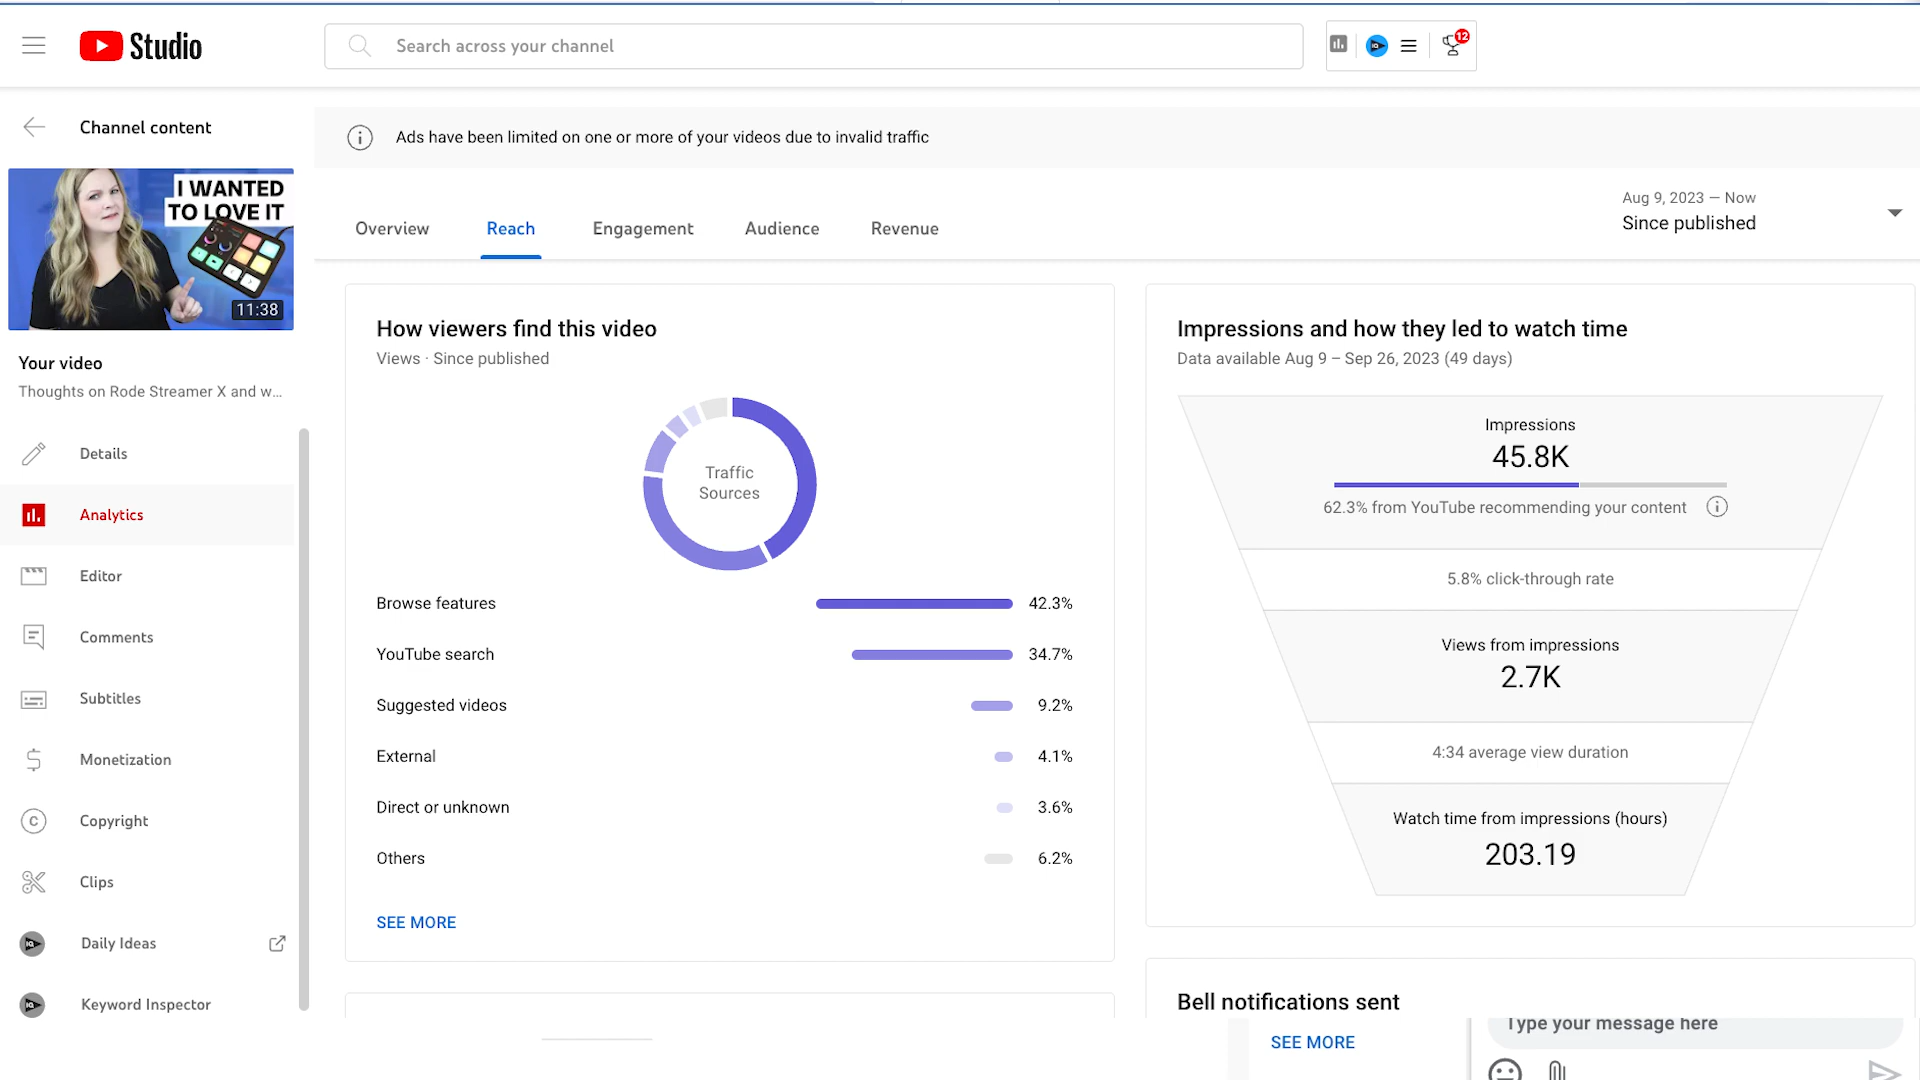 Studio
Search across your channel
12
Channel content
Ads have been limited on one or more of your videos due to invalid traffic
I WANTED
TO LOVE IT
11:38
Overview
Reach
Engagement
Audience
Revenue
Aug 9, 2023 – Now
Since published
Your video
Thoughts on Rode Streamer X and w...
Details
Analytics
Editor
Comments
Subtitles
Monetization
Copyright
Clips
Daily Ideas
Keyword Inspector
How viewers find this video
Views · Since published
Traffic
Sources
Browse features 42.3%
YouTube search 34.7%
Suggested videos 9.2%
External 4.1%
Direct or unknown 3.6%
Others 6.2%
SEE MORE
Impressions and how they led to watch time
Data available Aug 9 – Sep 26, 2023 (49 days)
Impressions
45.8K
62.3% from YouTube recommending your content
5.8% click-through rate
Views from impressions
2.7K
4:34 average view duration
Watch time from impressions (hours)
203.19
Bell notifications sent
SEE MORE
Type your message here